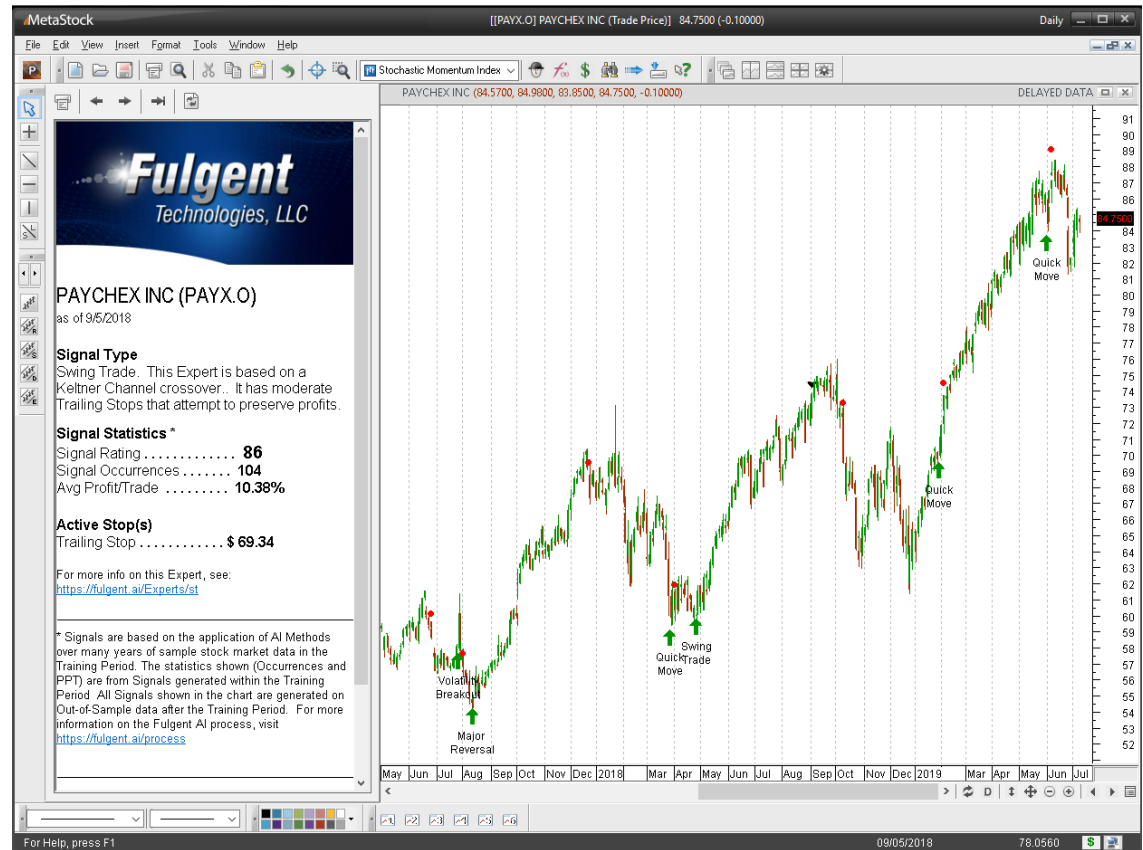 MetaStock
[[PAYX.O] PAYCHEX INC (Trade Price)] 84.7500 (-0.10000)
Daily
File Edit View Insert Format Tools Window Help
Stochastic Momentum Index
PAYCHEX INC (84.5700, 84.9800, 83.8500, 84.7500, -0.10000)
DELAYED DATA
Fulgent
Technologies, LLC
PAYCHEX INC (PAYX.O)
as of 9/5/2018
Signal Type
Swing Trade. This Expert is based on a
Keltner Channel crossover.. It has moderate
Trailing Stops that attempt to preserve profits.
Signal Statistics *
Signal Rating . . . . . . . . . . . . . 86
Signal Occurrences . . . . . . . 104
Avg Profit/Trade . . . . . . . . . 10.38%
Active Stop(s)
Trailing Stop . . . . . . . . . . . . $ 69.34
For more info on this Expert, see:
https://fulgent.ai/Experts/st
* Signals are based on the application of AI Methods
over many years of sample stock market data in the
Training Period. The statistics shown (Occurrences and
PPT) are from Signals generated within the Training
Period All Signals shown in the chart are generated on
Out-of-Sample data after the Training Period. For more
information on the Fulgent AI process, visit
https://fulgent.ai/process
Volatility
Breakout
Major
Reversal
Quick
Move
Swing
Trade
Quick
Move
Quick
Move
91
90
89
88
87
86
84.7500
84
83
82
81
80
79
78
77
76
75
74
73
72
71
70
69
68
67
66
65
64
63
62
61
60
59
58
57
56
55
54
53
52
May Jun Jul Aug Sep Oct Nov Dec 2018 Mar Apr May Jun Jul Aug Sep Oct Nov Dec 2019 Mar Apr May Jun Jul
D
For Help, press F1
09/05/2018
78.0560